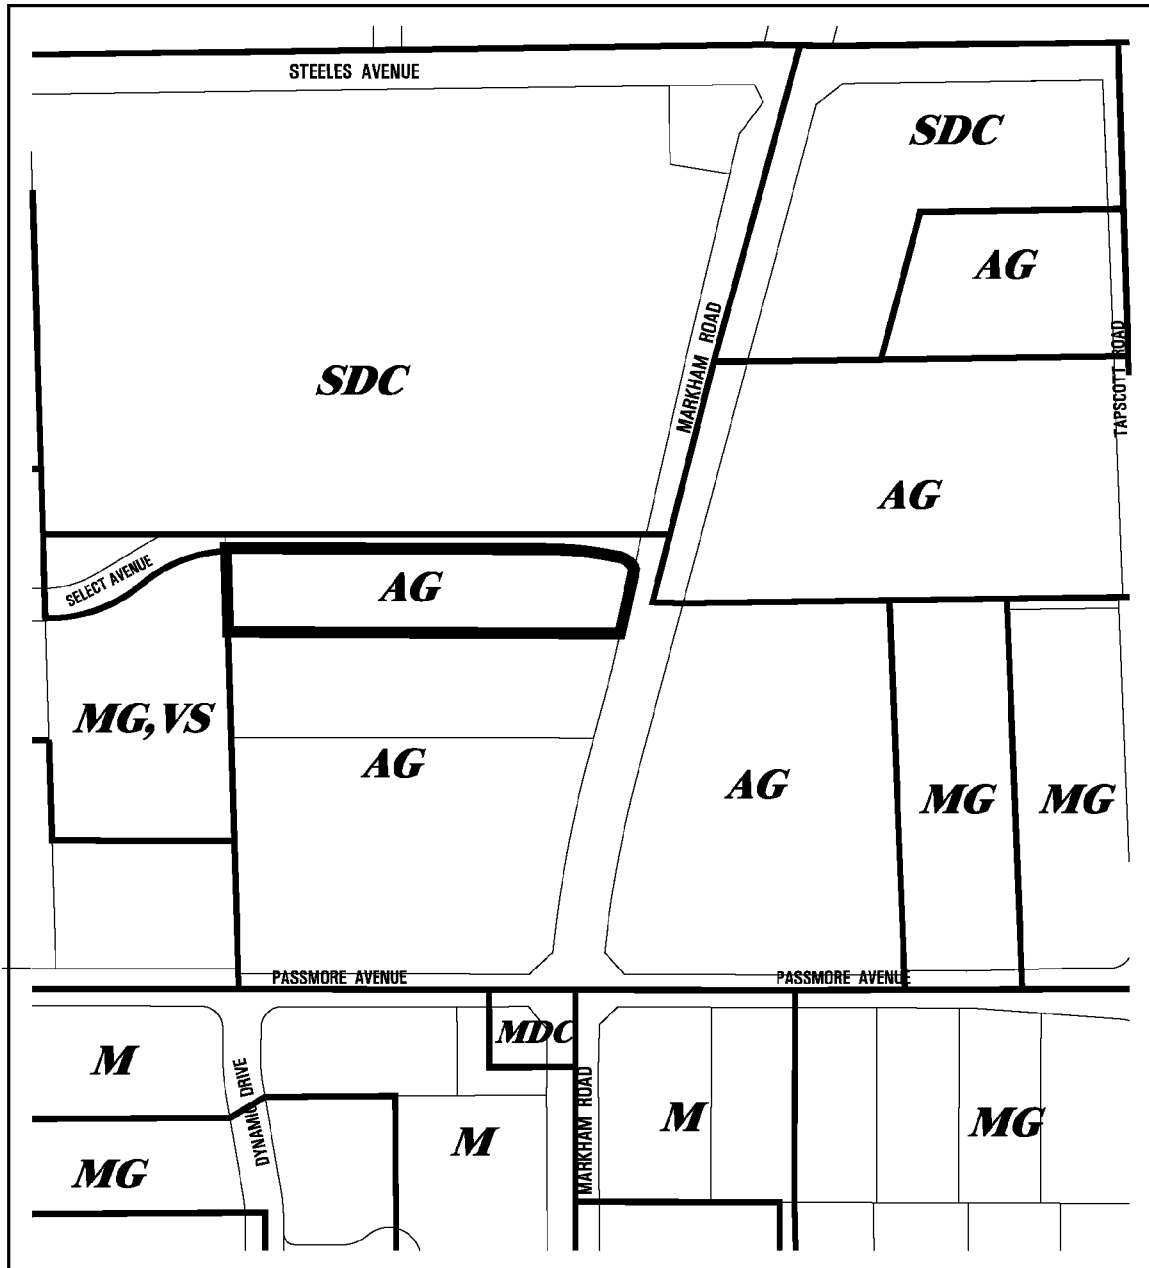 STEELES AVENUE
SDC
AG
MARKHAM ROAD
TAPSCOTT ROAD
SDC
AG
SELECT AVENUE
AG
MG, VS
AG
AG
MG
MG
PASSMORE AVENUE
PASSMORE AVENUE
MDC
M
DYNAMIC DRIVE
MARKHAM ROAD
M
M
MG
MG